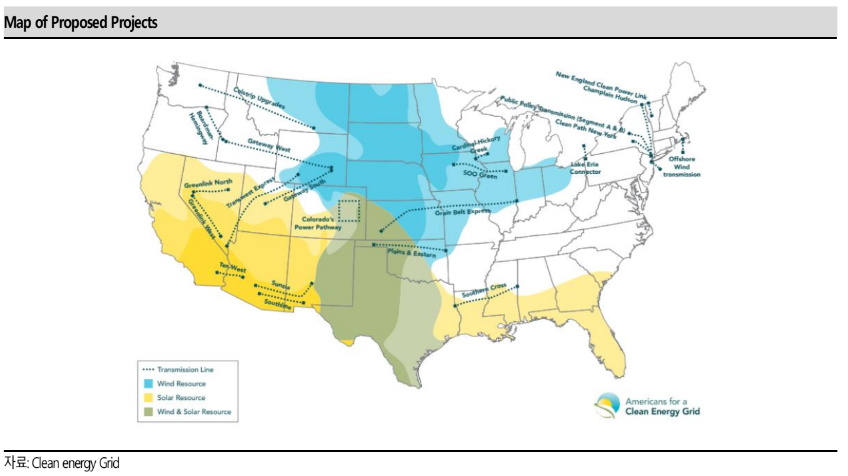 Map of Proposed Projects
New England Clean Power Link
Champlain Hudson
Public Policy Transmission (Segment A & B)
Clean Path New York
Colstrip Upgrades
Boardman-
Hemingway
Gateway West
Cardinal-Hickory
Creek
SOO Green
Lake Erie
Connector
Offshore
Wind
transmission
Greenlink North
Transwest Express
Gateway South
Greenlink West
Colorado's
Power Pathway
Grain Belt Express
Plains & Eastern
Ten West
Sunzia
Southline
Southern Cross
Transmission Line
Wind Resource
Solar Resource
Wind & Solar Resource
Americans for a
Clean Energy Grid
자료: Clean energy Grid